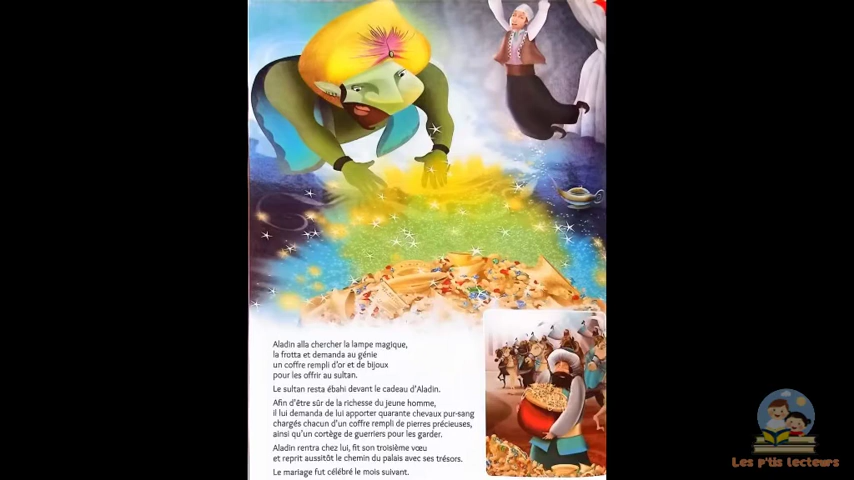 Aladin alla chercher la lampe magique,
la frotta et demanda au génie
un coffre rempli d'or et de bijoux
pour les offrir au sultan.
Le sultan resta ébahi devant le cadeau d'Aladin.
Afin d'être sûr de la richesse du jeune homme,
il lui demanda de lui apporter quarante chevaux pur-sang
chargés chacun d'un coffre rempli de pierres précieuses,
ainsi qu'un cortège de guerriers pour les garder.
Aladin rentra chez lui, fit son troisième vœu
et reprit aussitôt le chemin du palais avec ses trésors.
Le mariage fut célébré le mois suivant.
Les p'tis lecteurs